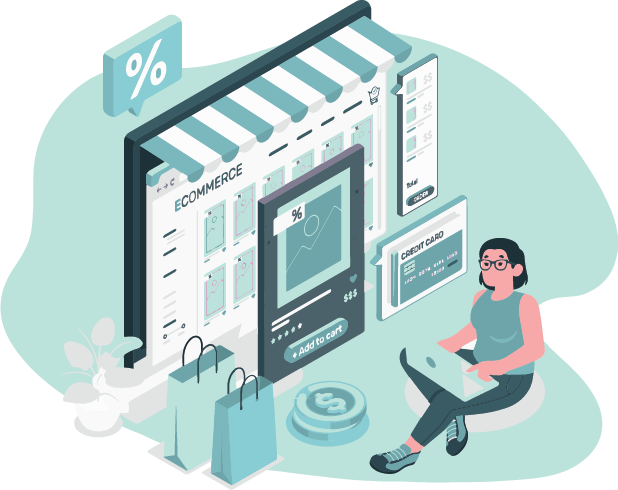 %
ECOMMERCE
$$
$$
$$
Total
ORDER
%
CREDIT CARD
$$$
+ Add to cart
$